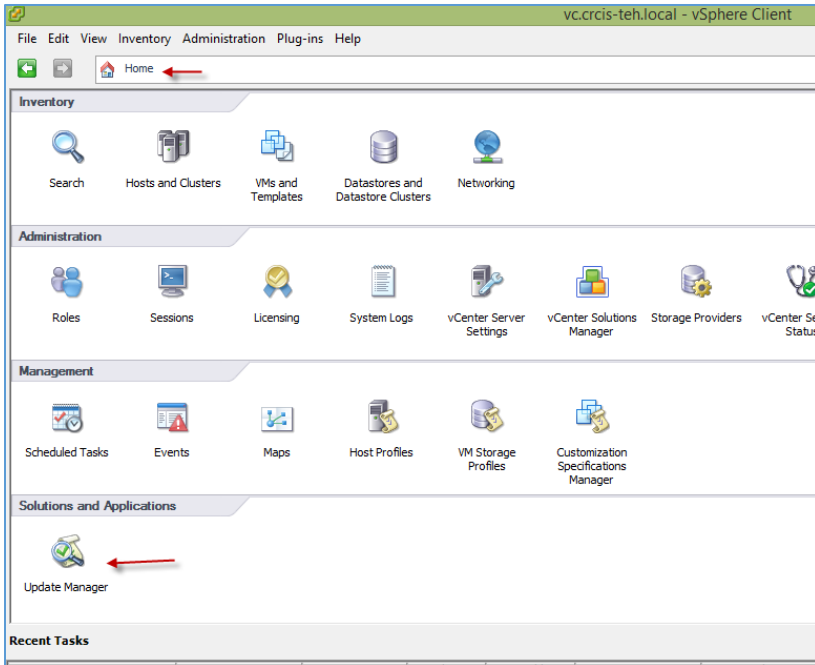 vc.crcis-teh.local - vSphere Client
File Edit View Inventory Administration Plug-ins Help
Home
Inventory
Search
Hosts and Clusters
VMs and
Templates
Datastores and
Datastore Clusters
Networking
Administration
Roles
Sessions
Licensing
System Logs
vCenter Server
Settings
vCenter Solutions
Manager
Storage Providers
vCenter Se
Status
Management
Scheduled Tasks
Events
Maps
Host Profiles
VM Storage
Profiles
Customization
Specifications
Manager
Solutions and Applications
Update Manager
Recent Tasks